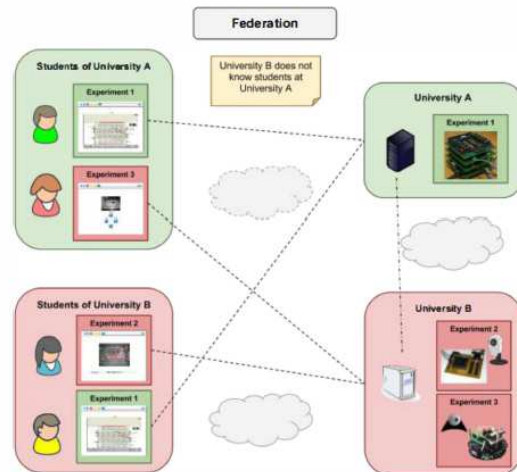 Federation
Students of University A
Experiment 1
Experiment 3
University B does not
know students at
University A
University A
Experiment 1
Students of University B
Experiment 2
Experiment 1
University B
Experiment 2
Experiment 3